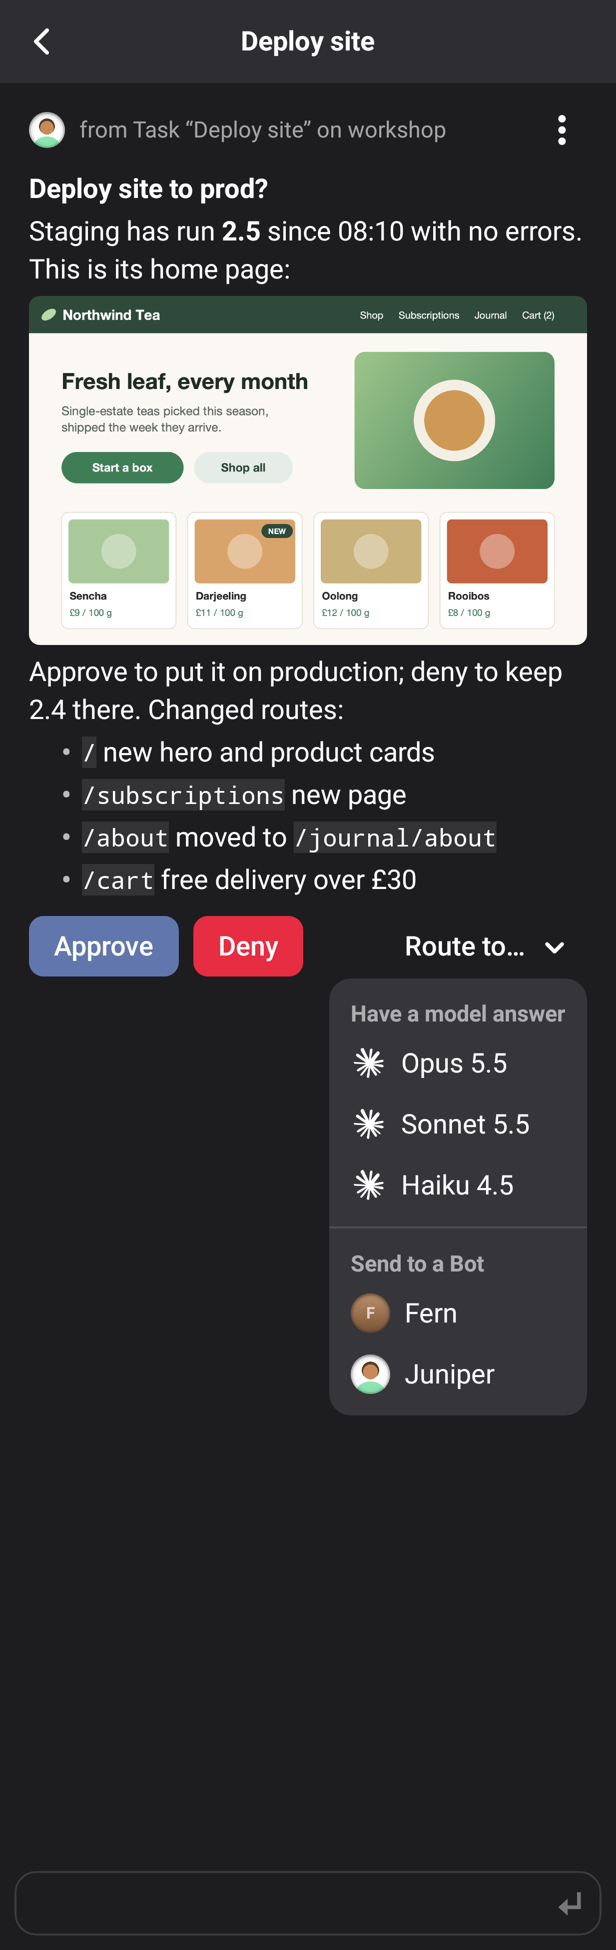 Deploy site
from Task “Deploy site” on workshop
Deploy site to prod?
Staging has run 2.5 since 08:10 with no errors.
This is its home page:
Northwind Tea
Shop Subscriptions Journal Cart (2)
Fresh leaf, every month
Single-estate teas picked this season,
shipped the week they arrive.
Start a box Shop all
NEW
Sencha Darjeeling Oolong Rooibos
£9 / 100 g £11 / 100 g £12 / 100 g £8 / 100 g
Approve to put it on production; deny to keep
2.4 there. Changed routes:
• / new hero and product cards
• /subscriptions new page
• /about moved to /journal/about
• /cart free delivery over £30
Approve Deny Route to...
Have a model answer
Opus 5.5
Sonnet 5.5
Haiku 4.5
Send to a Bot
F Fern
Juniper